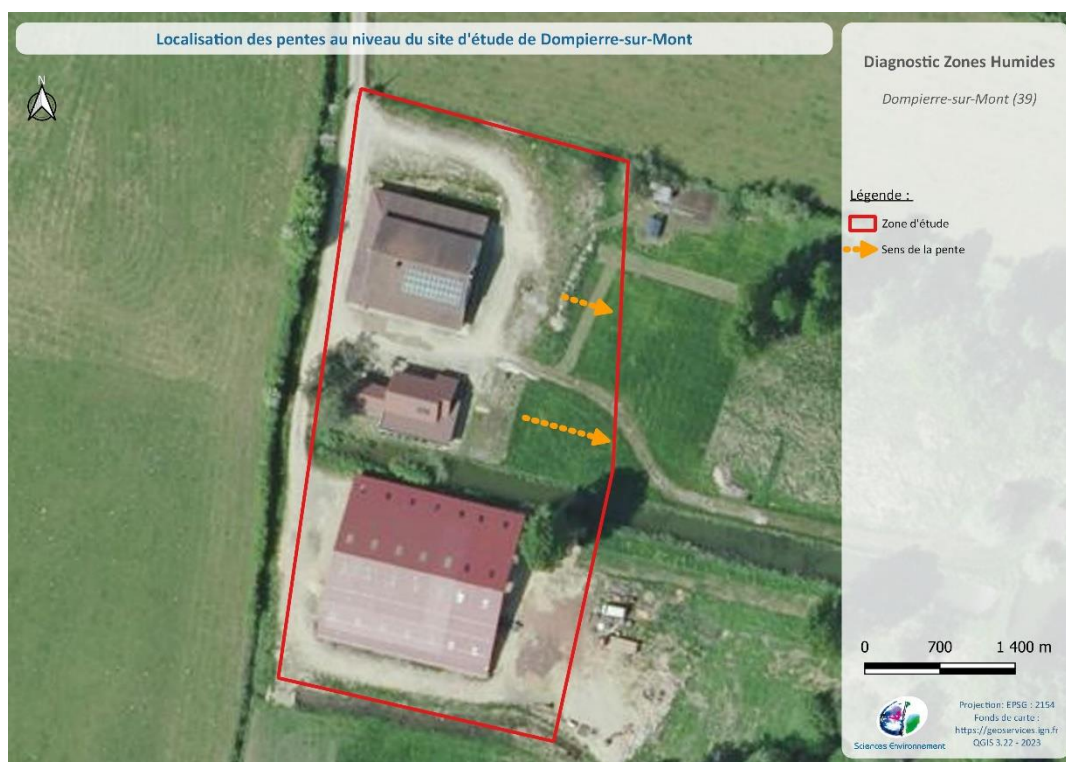 Localisation des pentes au niveau du site d'étude de Dompierre-sur-Mont
N
Diagnostic Zones Humides
Dompierre-sur-Mont (39)
Légende :
Zone d'étude
Sens de la pente
0 700 1 400 m
Sciences Environnement
Projection: EPSG : 2154
Fonds de carte :
https://geoservices.ign.fr
QGIS 3.22 - 2023